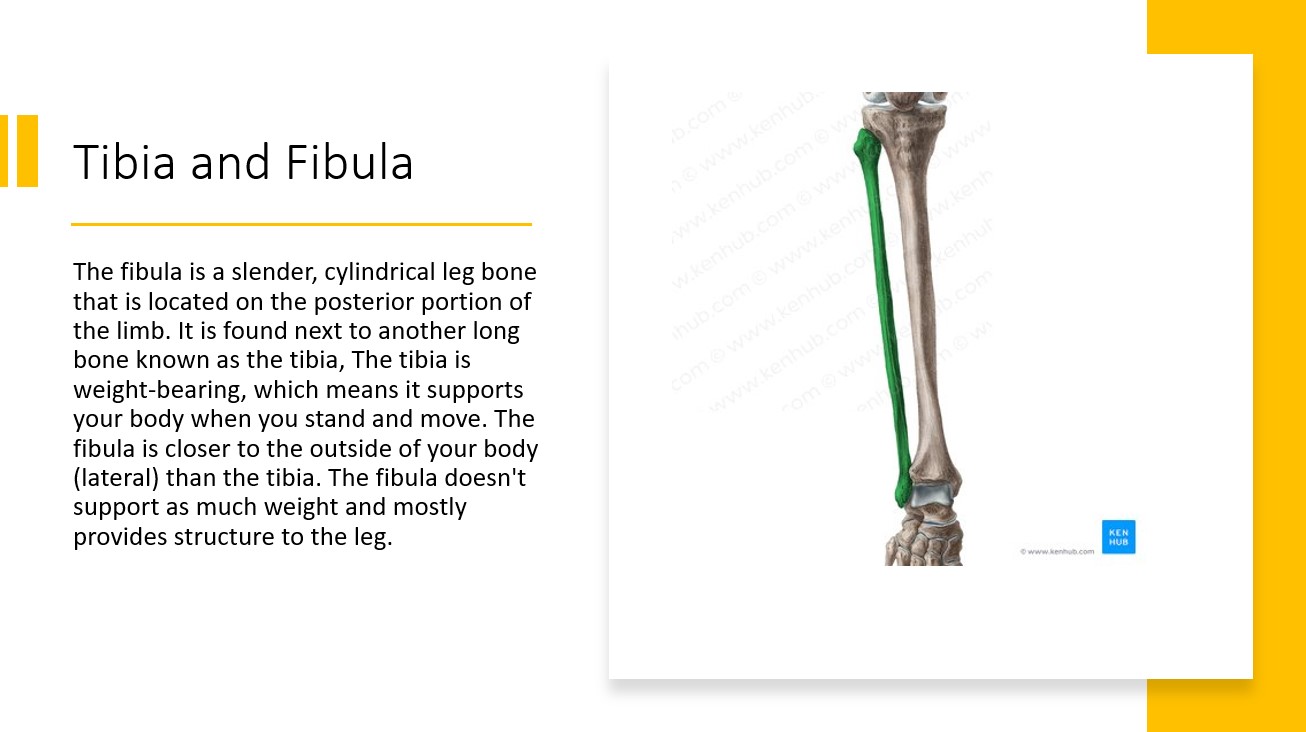 Tibia and Fibula
The fibula is a slender, cylindrical leg bone
that is located on the posterior portion of
the limb. It is found next to another long
bone known as the tibia, The tibia is
weight-bearing, which means it supports
your body when you stand and move. The
fibula is closer to the outside of your body
(lateral) than the tibia. The fibula doesn't
support as much weight and mostly
provides structure to the leg.
© www.kenhub.com
KEN
HUB